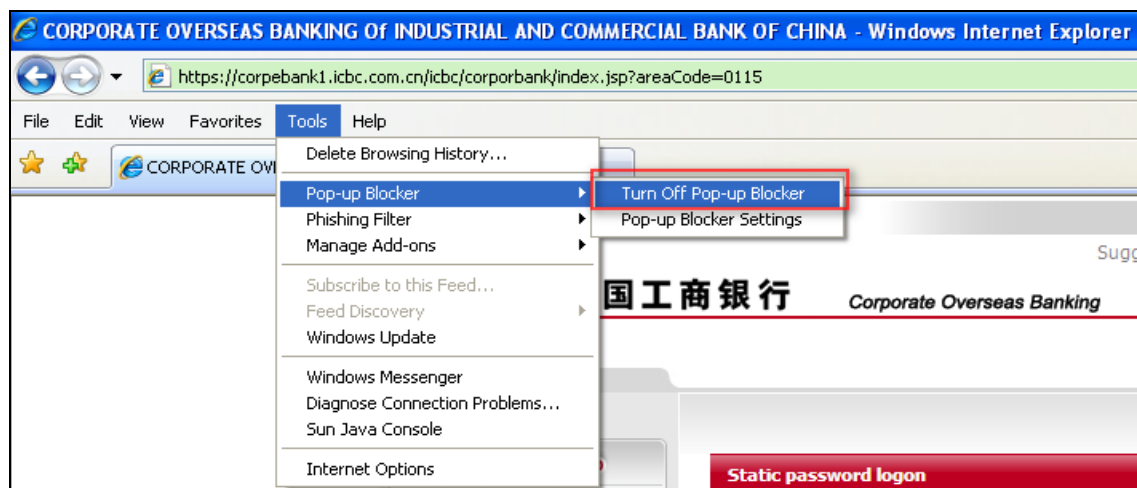 CORPORATE OVERSEAS BANKING Of INDUSTRIAL AND COMMERCIAL BANK OF CHINA - Windows Internet Explorer
https://corpebank1.icbc.com.cn/icbc/corporbank/index.jsp?areaCode=0115
File Edit View Favorites Tools Help
CORPORATE OVE
Delete Browsing History...
Pop-up Blocker
Turn Off Pop-up Blocker
Phishing Filter
Pop-up Blocker Settings
Manage Add-ons
Sugg
Subscribe to this Feed...
国工商银行 Corporate Overseas Banking
Feed Discovery
Windows Update
Windows Messenger
Diagnose Connection Problems...
Sun Java Console
Internet Options
Static password logon